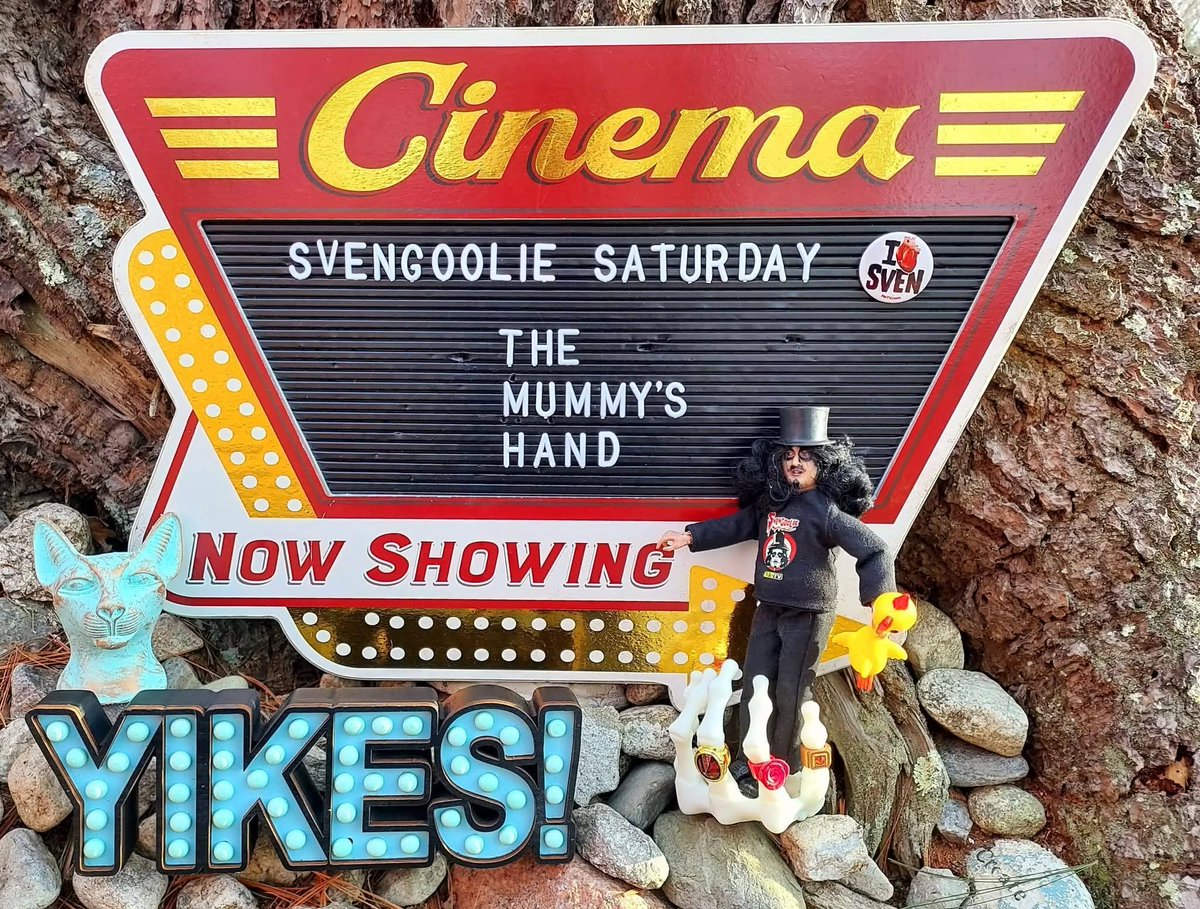 Cinema
SVENGOOLIE SATURDAY
I
SVEN
THE
MUMMY'S
HAND
NOW SHOWING
YIKES!